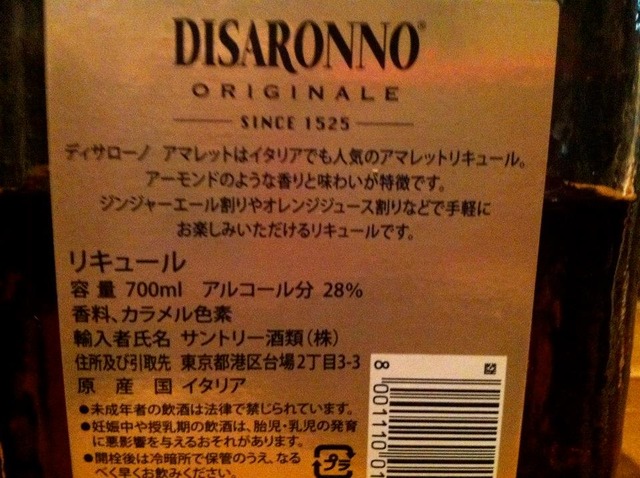 DISARONNO®
ORIGINALE
SINCE 1525
ディサローノ アマレットはイタリアでも人気のアマレットリキュール。
アーモンドのような香りと味わいが特徴です。
ジンジャーエール割りやオレンジジュース割りなどで手軽に
お楽しみいただけるリキュールです。
リキュール
容量 700ml アルコール分 28%
香料、カラメル色素
輸入者氏名 サントリー酒類(株)
住所及び引取先 東京都港区台場2丁目3-3
原産国 イタリア
●未成年者の飲酒は法律で禁じられています。
●妊娠中や授乳期の飲酒は、胎児・乳児の発育
に悪影響を与えるおそれがあります。
●開栓後は冷暗所で保管のうえ、なる
べく早くお飲みください。
プラ
8 001110 01